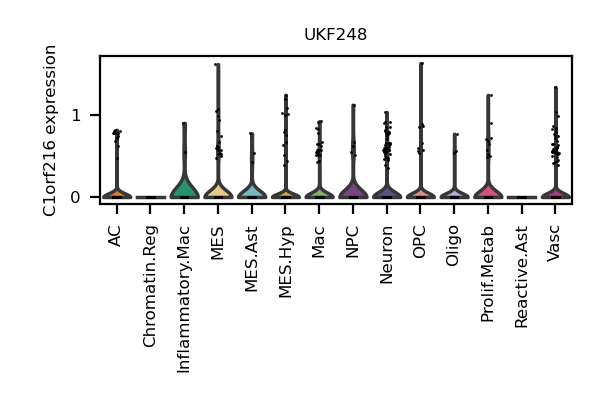 UKF248
C1orf216 expression
1
0
AC
Chromatin.Reg
Inflammatory.Mac
MES
MES.Ast
MES.Hyp
Mac
NPC
Neuron
OPC
Oligo
Prolif.Metab
Reactive.Ast
Vasc